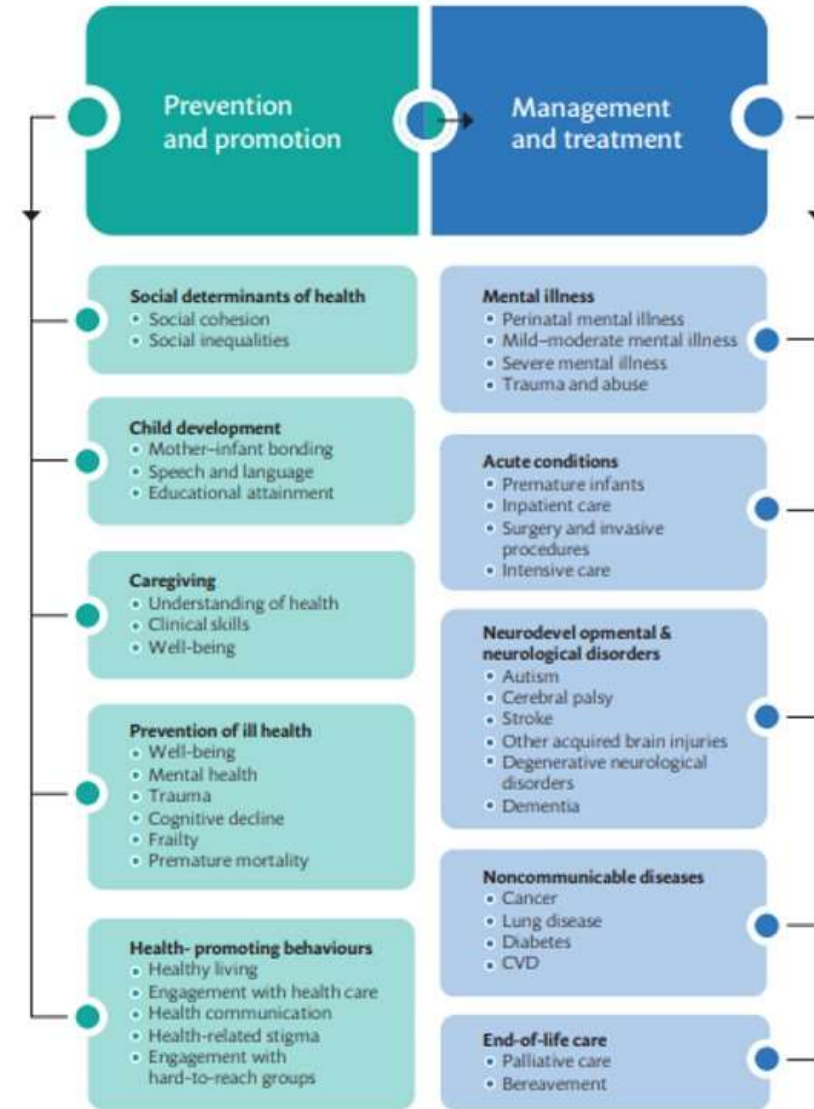 Prevention
and promotion
Management
and treatment
Social determinants of health
• Social cohesion
• Social inequalities
Child development
• Mother–infant bonding
• Speech and language
• Educational attainment
Caregiving
• Understanding of health
• Clinical skills
• Well-being
Prevention of ill health
• Well-being
• Mental health
• Trauma
• Cognitive decline
• Frailty
• Premature mortality
Health- promoting behaviours
• Healthy living
• Engagement with health care
• Health communication
• Health-related stigma
• Engagement with
hard-to-reach groups
Mental illness
• Perinatal mental illness
• Mild–moderate mental illness
• Severe mental illness
• Trauma and abuse
Acute conditions
• Premature infants
• Inpatient care
• Surgery and invasive
procedures
• Intensive care
Neurodevel opmental &
neurological disorders
• Autism
• Cerebral palsy
• Stroke
• Other acquired brain injuries
• Degenerative neurological
disorders
• Dementia
Noncommunicable diseases
• Cancer
• Lung disease
• Diabetes
• CVD
End-of-life care
• Palliative care
• Bereavement